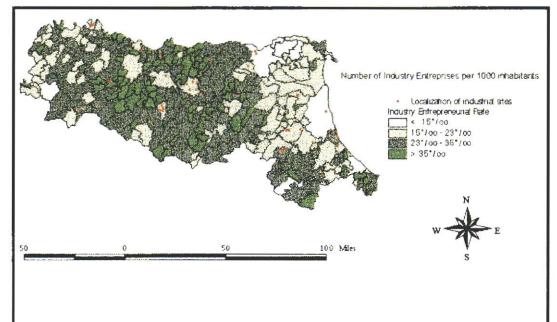 Number of Industry Entreprises per 1000 inhabitants
Localization of industrial sites
Industry Entrepreneurial Rate
< 15°/oo
15°/oo - 23°/oo
23°/oo - 35°/oo
> 35°/oo
N
W E
S
50 0 50 100 Miles